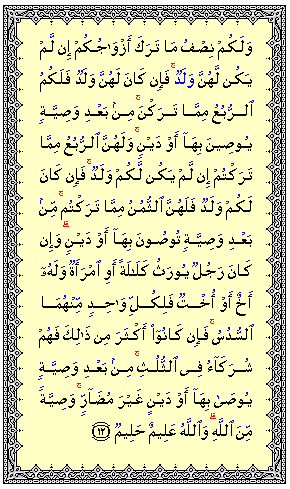 وَلَكُمْ نِصْفُ مَا تَرَكَ أَزْوَٰجُكُمْ إِن لَّمْ
يَكُن لَّهُنَّ وَلَدٌ ۚ فَإِن كَانَ لَهُنَّ وَلَدٌ فَلَكُمُ
ٱلرُّبُعُ مِمَّا تَرَكْنَ ۚ مِنۢ بَعْدِ وَصِيَّةٍ
يُوصِينَ بِهَآ أَوْ دَيْنٍ ۚ وَلَهُنَّ ٱلرُّبُعُ مِمَّا
تَرَكْتُمْ إِن لَّمْ يَكُن لَّكُمْ وَلَدٌ ۚ فَإِن كَانَ
لَكُمْ وَلَدٌ فَلَهُنَّ ٱلثُّمُنُ مِمَّا تَرَكْتُم ۚ مِّنۢ
بَعْدِ وَصِيَّةٍ تُوصُونَ بِهَآ أَوْ دَيْنٍ ۗ وَإِن
كَانَ رَجُلٌ يُورَثُ كَلَٰلَةً أَوِ ٱمْرَأَةٌ وَلَهُۥٓ
أَخٌ أَوْ أُخْتٌ فَلِكُلِّ وَٰحِدٍ مِّنْهُمَا
ٱلسُّدُسُ ۚ فَإِن كَانُوٓا۟ أَكْثَرَ مِن ذَٰلِكَ فَهُمْ
شُرَكَآءُ فِى ٱلثُّلُثِ ۚ مِنۢ بَعْدِ وَصِيَّةٍ
يُوصَىٰ بِهَآ أَوْ دَيْنٍ غَيْرَ مُضَآرٍّ ۚ وَصِيَّةً
مِّنَ ٱللَّهِ ۗ وَٱللَّهُ عَلِيمٌ حَلِيمٌ ﴿١٢﴾